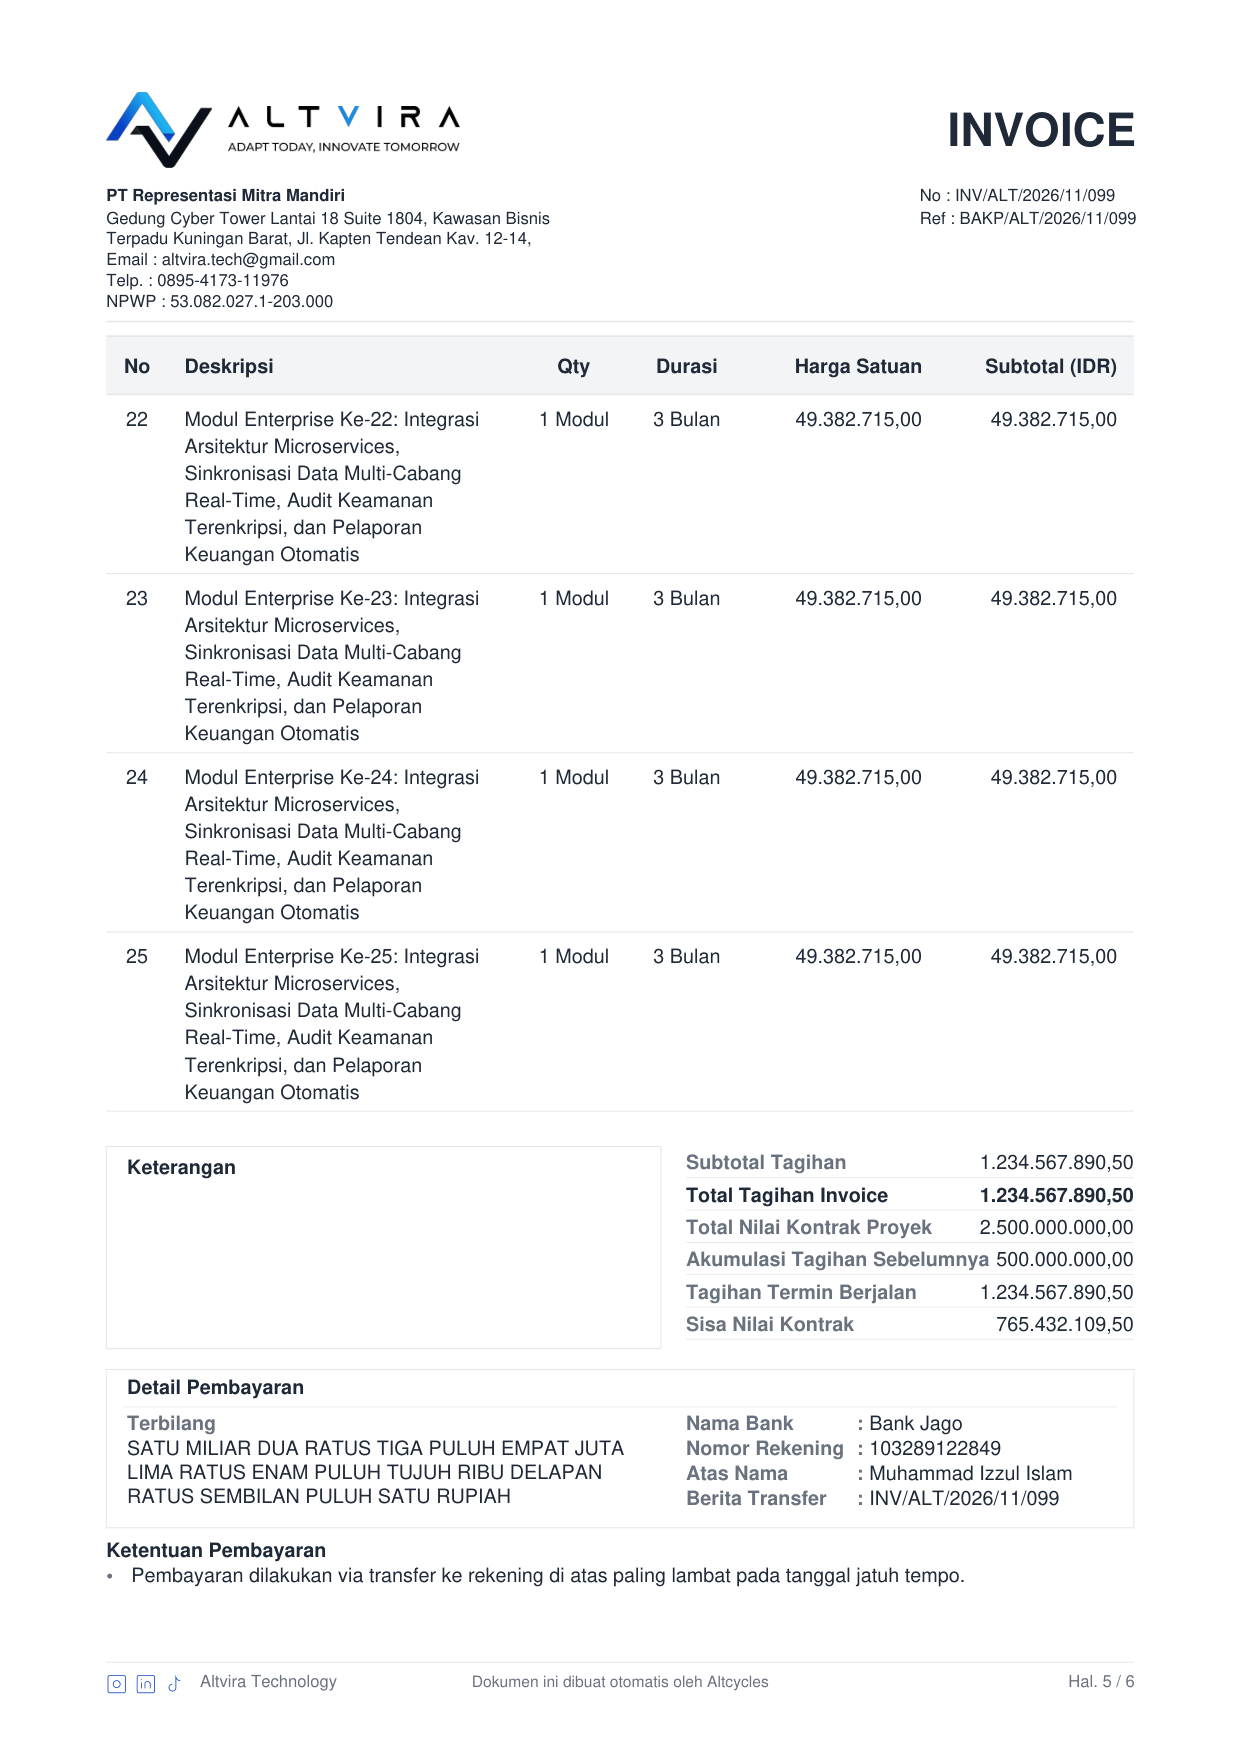 ALTVIRA
ADAPT TODAY, INNOVATE TOMORROW
INVOICE
PT Representasi Mitra Mandiri
Gedung Cyber Tower Lantai 18 Suite 1804, Kawasan Bisnis
Terpadu Kuningan Barat, Jl. Kapten Tendean Kav. 12-14,
Email : altvira.tech@gmail.com
Telp. : 0895-4173-11976
NPWP : 53.082.027.1-203.000
No : INV/ALT/2026/11/099
Ref : BAKP/ALT/2026/11/099
No Deskripsi Qty Durasi Harga Satuan Subtotal (IDR)
22 Modul Enterprise Ke-22: Integrasi 1 Modul 3 Bulan 49.382.715,00 49.382.715,00
Arsitektur Microservices,
Sinkronisasi Data Multi-Cabang
Real-Time, Audit Keamanan
Terenkripsi, dan Pelaporan
Keuangan Otomatis
23 Modul Enterprise Ke-23: Integrasi 1 Modul 3 Bulan 49.382.715,00 49.382.715,00
Arsitektur Microservices,
Sinkronisasi Data Multi-Cabang
Real-Time, Audit Keamanan
Terenkripsi, dan Pelaporan
Keuangan Otomatis
24 Modul Enterprise Ke-24: Integrasi 1 Modul 3 Bulan 49.382.715,00 49.382.715,00
Arsitektur Microservices,
Sinkronisasi Data Multi-Cabang
Real-Time, Audit Keamanan
Terenkripsi, dan Pelaporan
Keuangan Otomatis
25 Modul Enterprise Ke-25: Integrasi 1 Modul 3 Bulan 49.382.715,00 49.382.715,00
Arsitektur Microservices,
Sinkronisasi Data Multi-Cabang
Real-Time, Audit Keamanan
Terenkripsi, dan Pelaporan
Keuangan Otomatis
Keterangan
Subtotal Tagihan 1.234.567.890,50
Total Tagihan Invoice 1.234.567.890,50
Total Nilai Kontrak Proyek 2.500.000.000,00
Akumulasi Tagihan Sebelumnya 500.000.000,00
Tagihan Termin Berjalan 1.234.567.890,50
Sisa Nilai Kontrak 765.432.109,50
Detail Pembayaran
Terbilang
SATU MILIAR DUA RATUS TIGA PULUH EMPAT JUTA
LIMA RATUS ENAM PULUH TUJUH RIBU DELAPAN
RATUS SEMBILAN PULUH SATU RUPIAH
Nama Bank : Bank Jago
Nomor Rekening : 103289122849
Atas Nama : Muhammad Izzul Islam
Berita Transfer : INV/ALT/2026/11/099
Ketentuan Pembayaran
• Pembayaran dilakukan via transfer ke rekening di atas paling lambat pada tanggal jatuh tempo.
Altvira Technology Dokumen ini dibuat otomatis oleh Altcycles Hal. 5 / 6